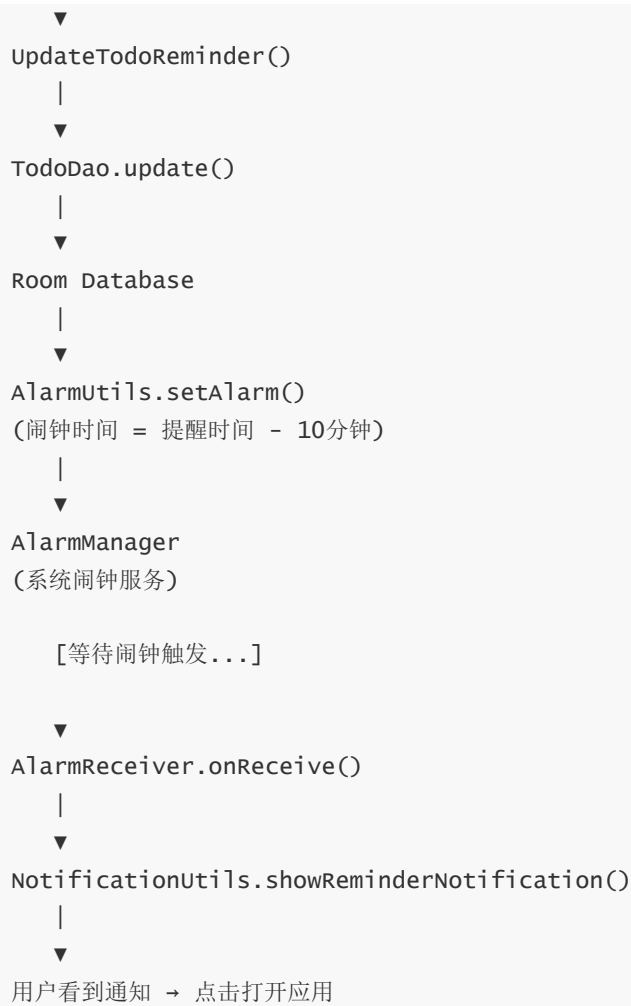 ▼
UpdateTodoReminder()
│
▼
TodoDao.update()
│
▼
Room Database
│
▼
AlarmUtils.setAlarm()
(闹钟时间 = 提醒时间 - 10分钟)
│
▼
AlarmManager
(系统闹钟服务)
[等待闹钟触发...]
▼
AlarmReceiver.onReceive()
│
▼
NotificationUtils.showReminderNotification()
│
▼
用户看到通知 → 点击打开应用